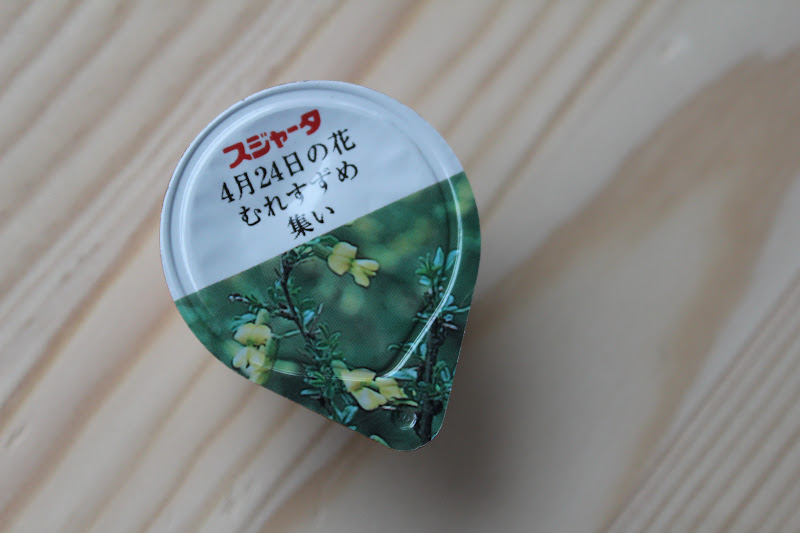 スジャータ
4月24日の花
むれすずめ
集い